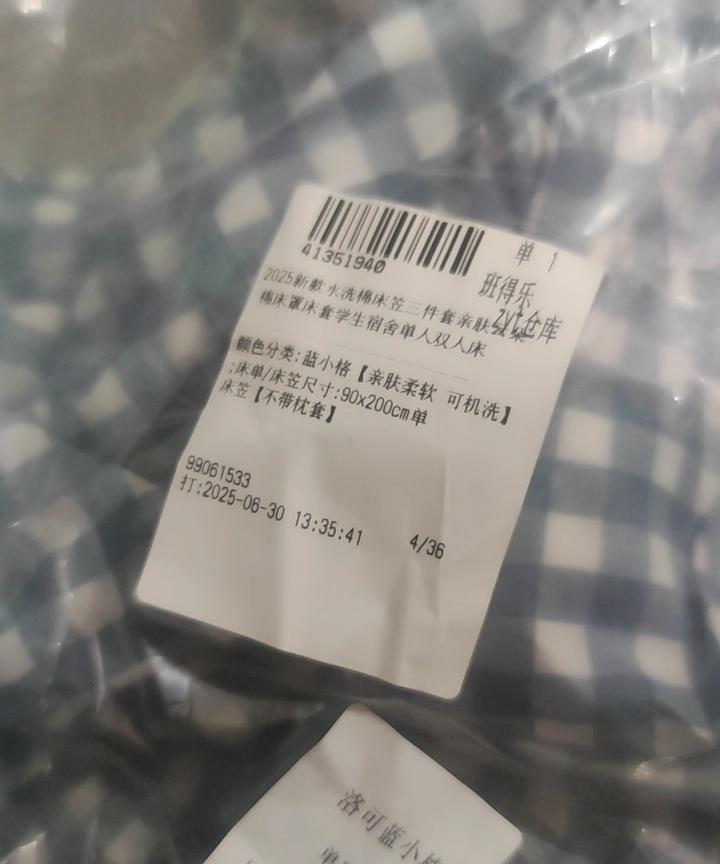 单 1
41351940
班得乐
zyt仓库
2025新款水洗棉床笠三件套亲肤
棉床罩床套学生宿舍单人双人床
颜色分类:蓝小格【亲肤柔软 可机洗】
;床单/床笠尺寸:90x200cm单
床笠【不带枕套】
99061533
打:2025-06-30 13:35:41 4/36
洛可蓝小格
单